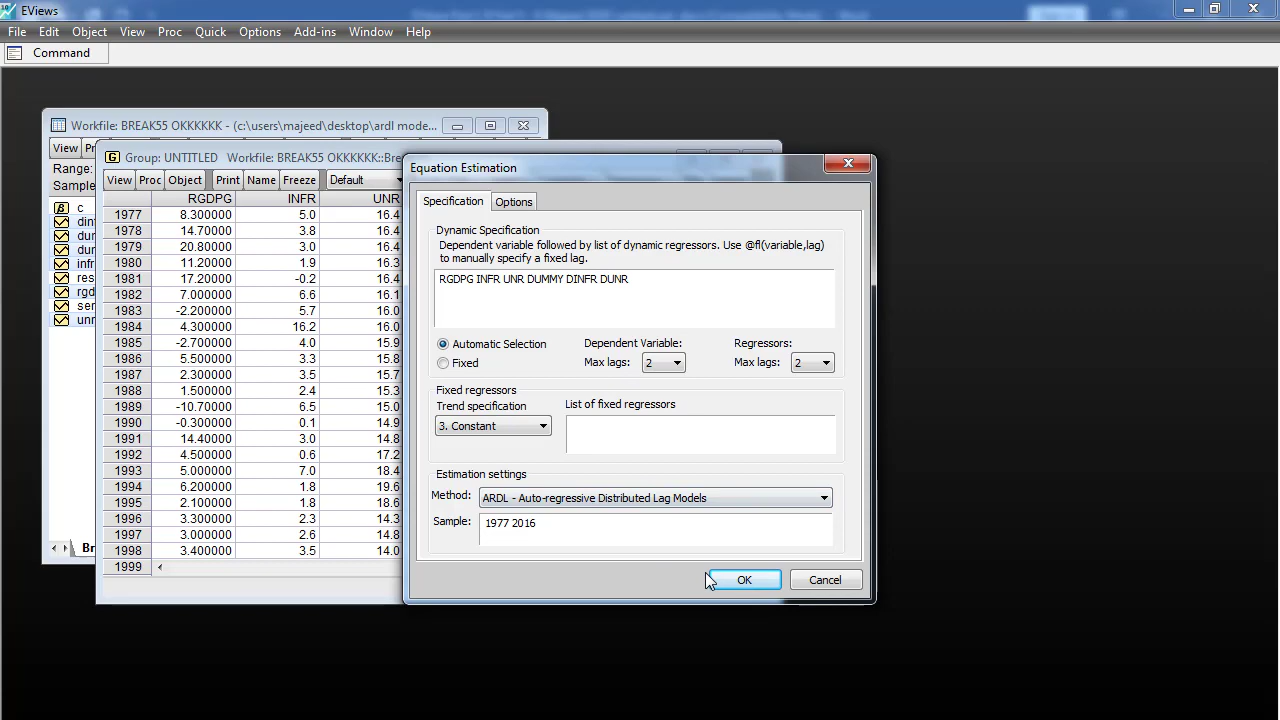 EViews
File Edit Object View Proc Quick Options Add-ins Window Help
Command
Workfile: BREAK55 OKKKKKK - (c:\users\majeed\desktop\ardl mode...
View Pr
Range:
Sample
c
din
dum
dun
infr
res
rgd
ser
unr
Br
Group: UNTITLED Workfile: BREAK55 OKKKKKK::Bre
View Proc Object Print Name Freeze Default
RGDPG INFR UNR
1977 8.300000 5.0 16.4
1978 14.70000 3.8 16.4
1979 20.80000 3.0 16.4
1980 11.20000 1.9 16.3
1981 17.20000 -0.2 16.4
1982 7.000000 6.6 16.1
1983 -2.200000 5.7 16.0
1984 4.300000 16.2 16.0
1985 -2.700000 4.0 15.9
1986 5.500000 3.3 15.8
1987 2.300000 3.5 15.7
1988 1.500000 2.4 15.3
1989 -10.70000 6.5 15.0
1990 -0.300000 0.1 14.9
1991 14.40000 3.0 14.8
1992 4.500000 0.6 17.2
1993 5.000000 7.0 18.4
1994 6.200000 1.8 19.6
1995 2.100000 1.8 18.6
1996 3.300000 2.3 14.3
1997 3.000000 2.6 14.8
1998 3.400000 3.5 14.0
1999
Equation Estimation
Specification Options
Dynamic Specification
Dependent variable followed by list of dynamic regressors. Use @fl(variable,lag)
to manually specify a fixed lag.
RGDPG INFR UNR DUMMY DINFR DUNR
Automatic Selection Dependent Variable: Regressors:
Fixed Max lags: 2 Max lags: 2
Fixed regressors
Trend specification List of fixed regressors
3. Constant
Estimation settings
Method: ARDL - Auto-regressive Distributed Lag Models
Sample: 1977 2016
OK Cancel